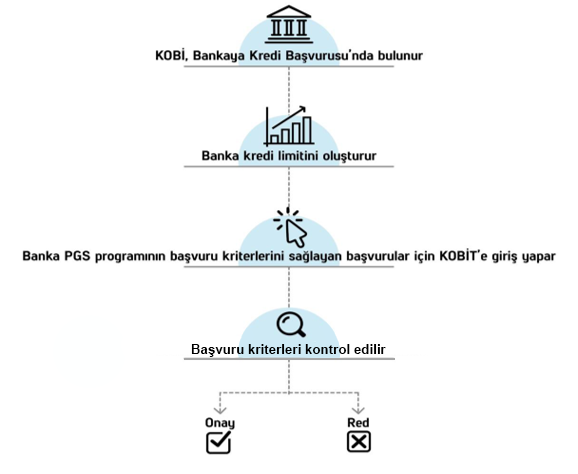 KOBİ, Bankaya Kredi Başvurusu'nda bulunur
Banka kredi limitini oluşturur
Banka PGS programının başvuru kriterlerini sağlayan başvurular için KOBİT'e giriş yapar
Başvuru kriterleri kontrol edilir
Onay Red